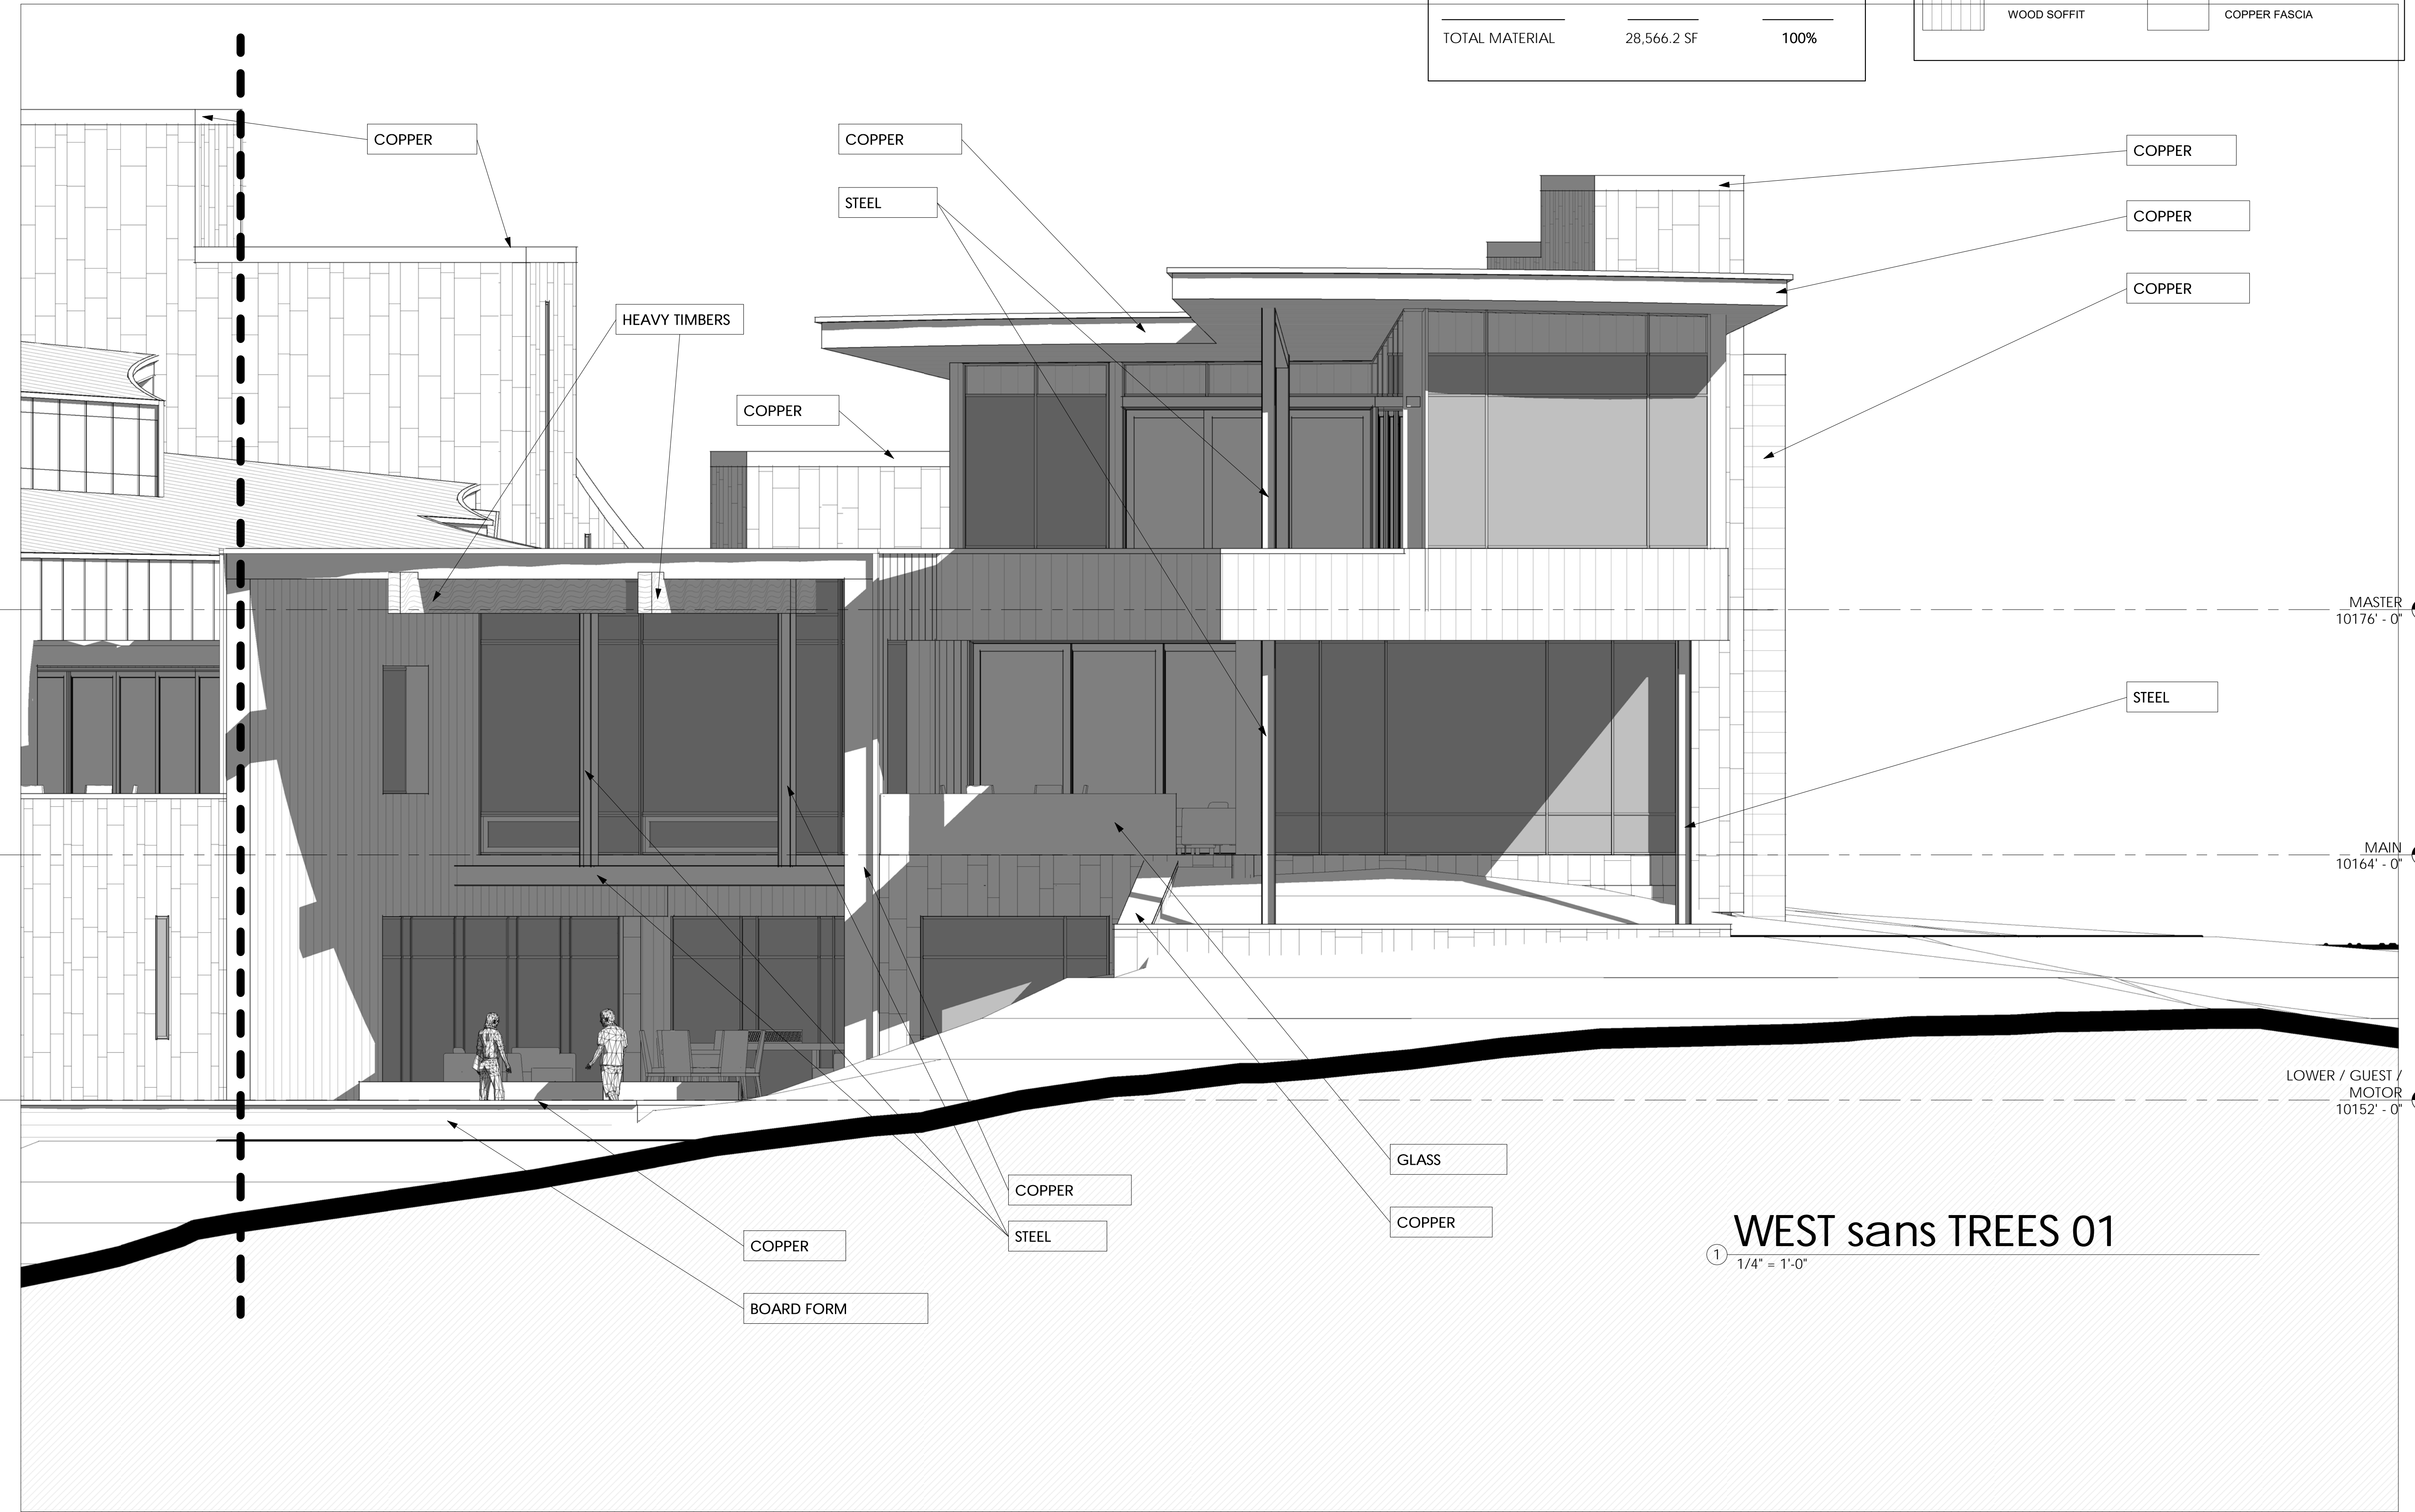 WOOD SOFFIT
COPPER FASCIA
TOTAL MATERIAL 28,566.2 SF 100%
COPPER
COPPER
COPPER
STEEL
COPPER
COPPER
HEAVY TIMBERS
COPPER
MASTER
10176' - 0"
STEEL
MAIN
10164' - 0"
LOWER / GUEST /
MOTOR
10152' - 0"
GLASS
COPPER
COPPER
STEEL
COPPER
BOARD FORM
1
WEST sans TREES 01
1/4" = 1'-0"